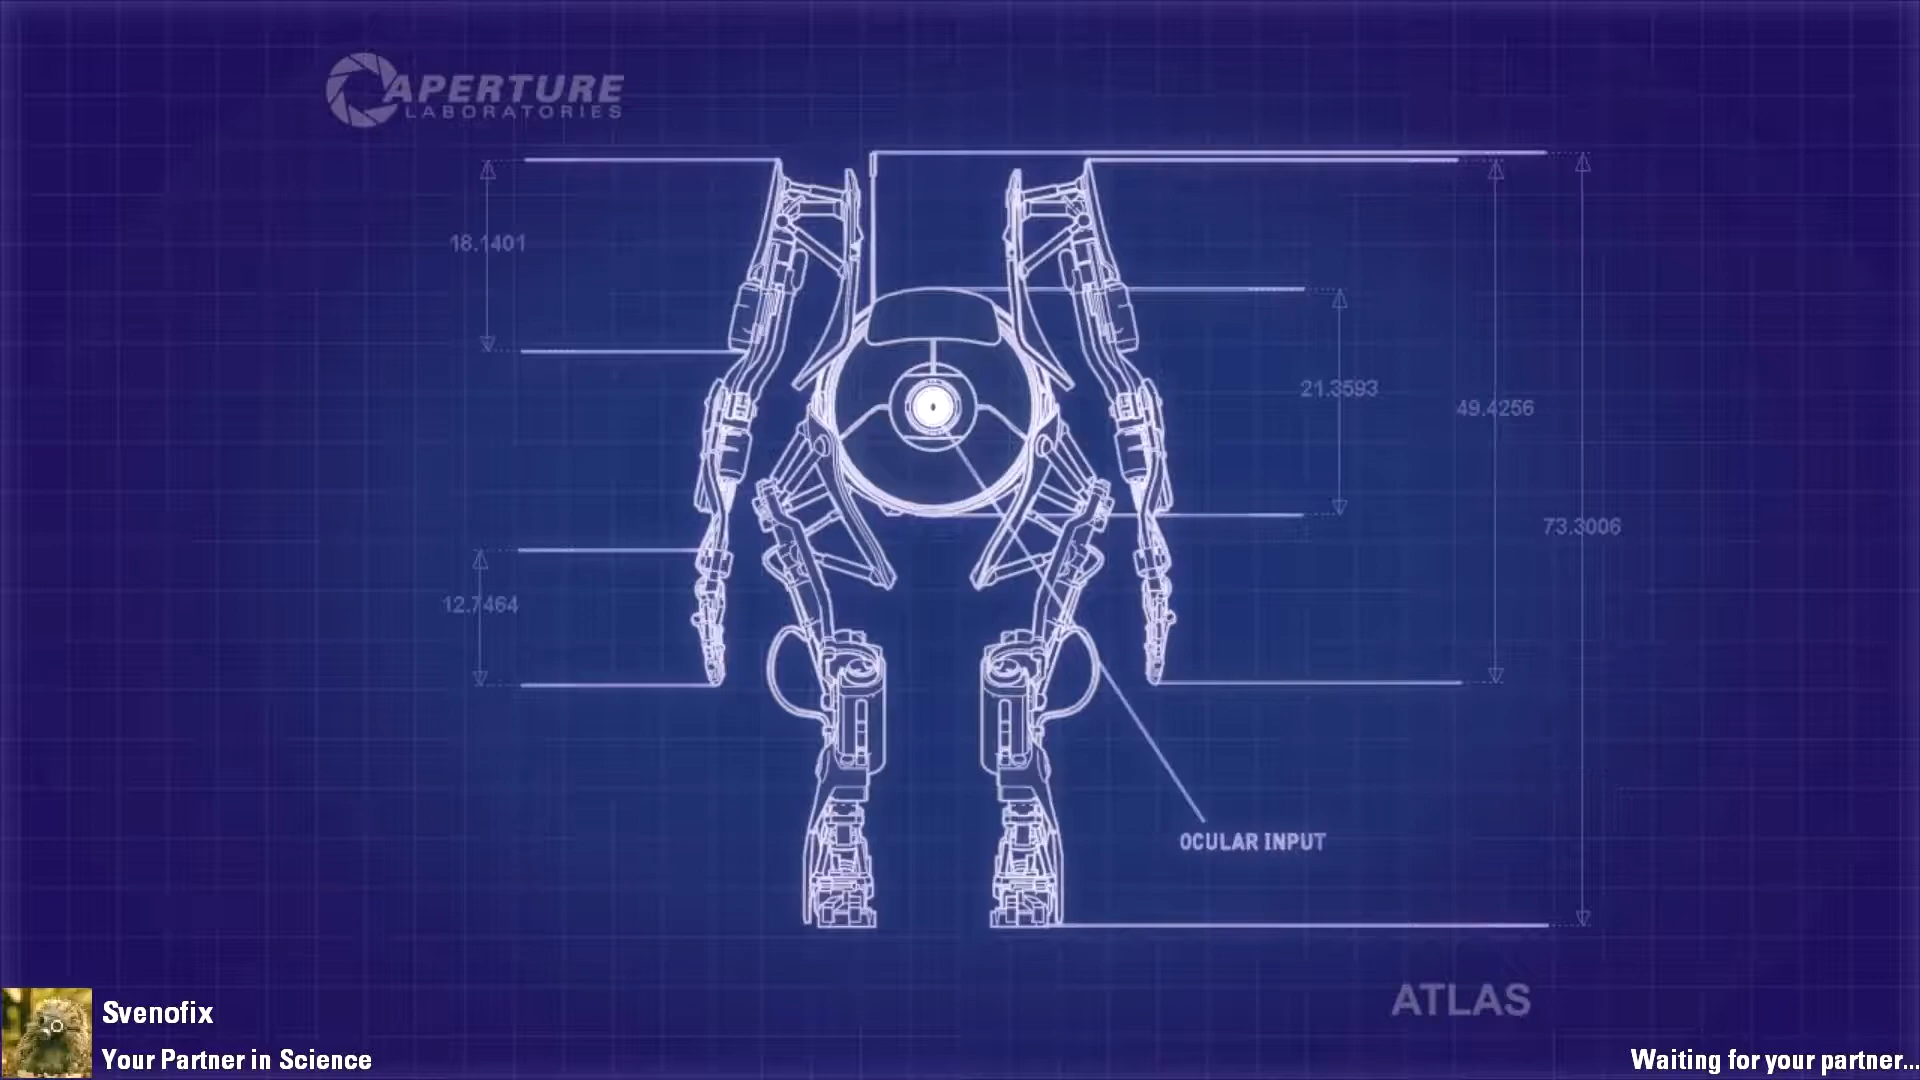 APERTURE
LABORATORIES
18.1401
21.3593
49.4256
73.3006
12.7464
OCULAR INPUT
ATLAS
Svenofix
Your Partner in Science
Waiting for your partner...